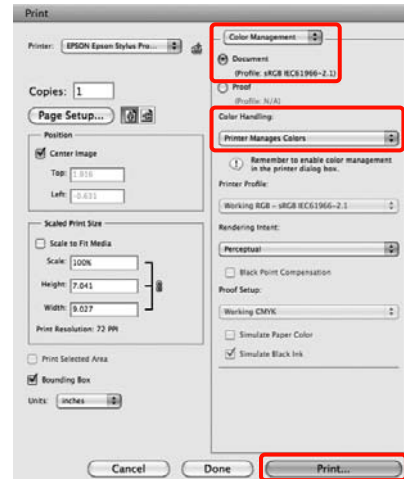 Print
Printer: EPSON Epson Stylus Pro...
Copies: 1
Page Setup...
Position
Center Image
Top: 1.916
Left: -0.631
Scaled Print Size
Scale to Fit Media
Scale: 100%
Height: 7.041
Width: 9.027
Print Resolution: 72 PPI
Print Selected Area
Bounding Box
Units: inches
Color Management
Document
(Profile: sRGB IEC61966-2.1)
Proof
(Profile: N/A)
Color Handling:
Printer Manages Colors
Remember to enable color management
in the printer dialog box.
Printer Profile:
Working RGB - sRGB IEC61966-2.1
Rendering Intent:
Perceptual
Black Point Compensation
Proof Setup:
Working CMYK
Simulate Paper Color
Simulate Black Ink
Cancel
Done
Print...